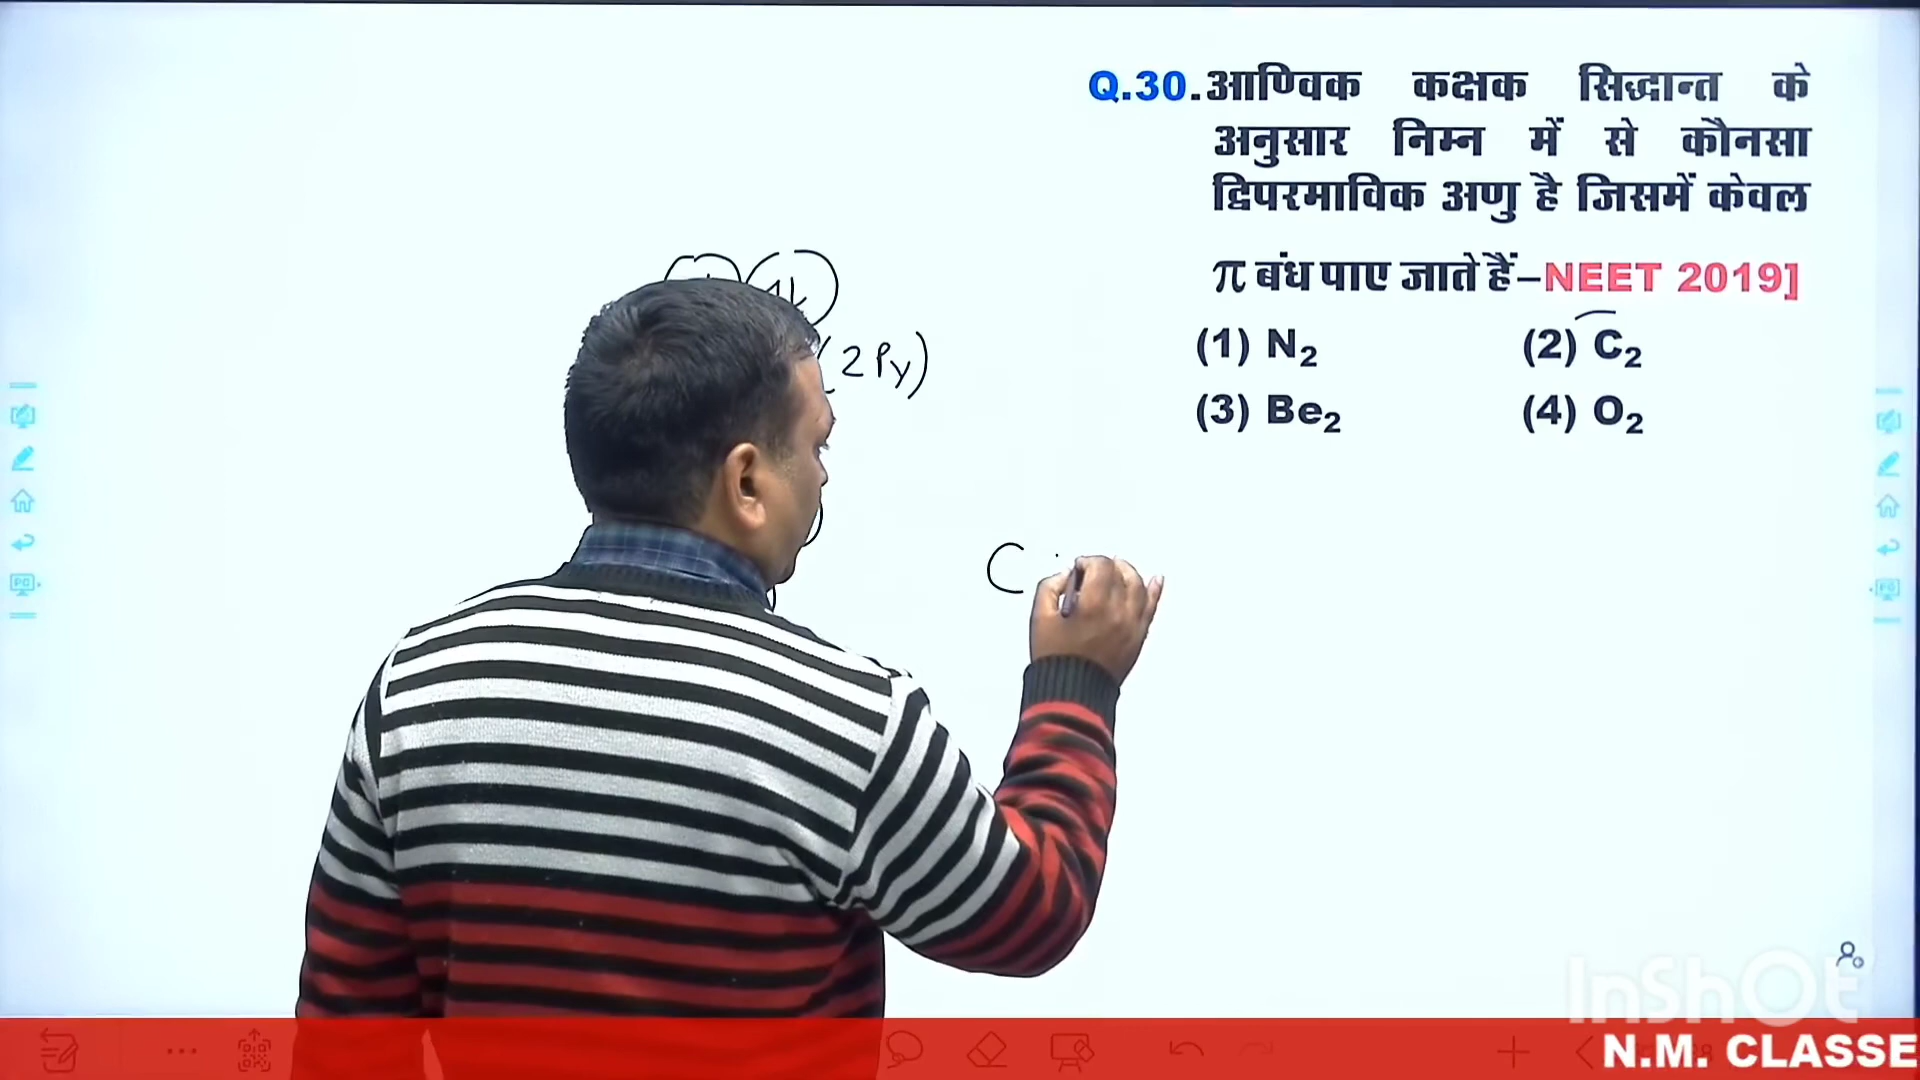 Q.30. आण्विक कक्षक सिद्धान्त के
अनुसार निम्न में से कौनसा
द्विपरमाविक अणु है जिसमें केवल
π बंध पाए जाते हैं–NEET 2019]
(1) N₂ (2) C₂
(3) Be₂ (4) O₂
(2Py)
C
InShOt
N.M. CLASSE